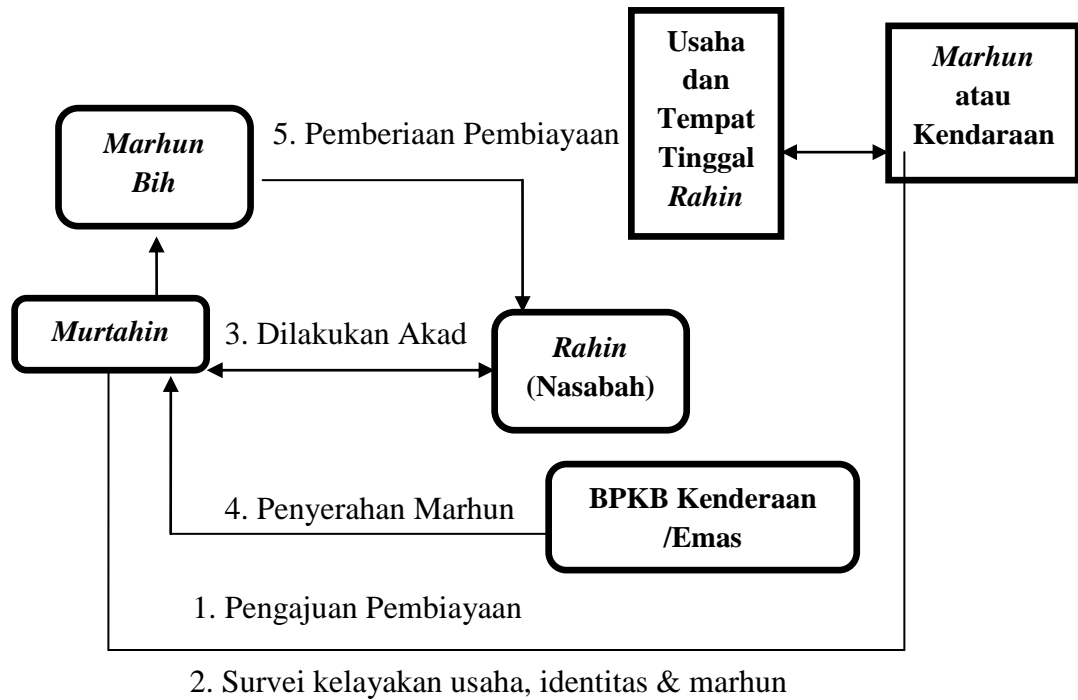 Usaha
dan
Tempat
Tinggal
Rahin
Marhun
atau
Kendaraan
Marhun
Bih
5. Pemberiaan Pembiayaan
Murtahin
3. Dilakukan Akad
Rahin
(Nasabah)
4. Penyerahan Marhun
BPKB Kenderaan
/Emas
1. Pengajuan Pembiayaan
2. Survei kelayakan usaha, identitas & marhun